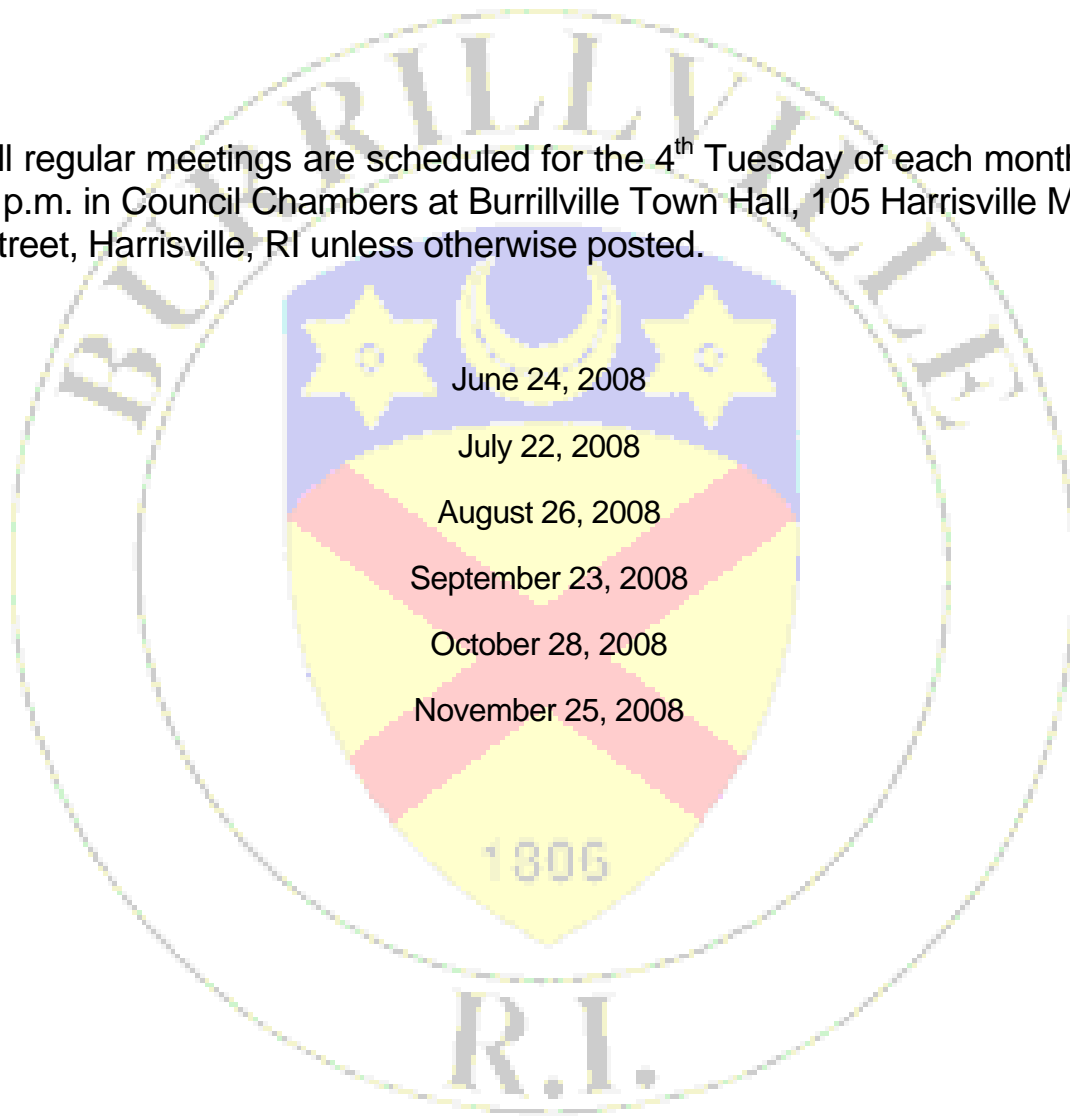 ll regular meetings are scheduled for the 4th Tuesday of each month
p.m. in Council Chambers at Burrillville Town Hall, 105 Harrisville M
treet, Harrisville, RI unless otherwise posted.
June 24, 2008
July 22, 2008
August 26, 2008
September 23, 2008
October 28, 2008
November 25, 2008
BURRILLVILLE
1806
R.I.